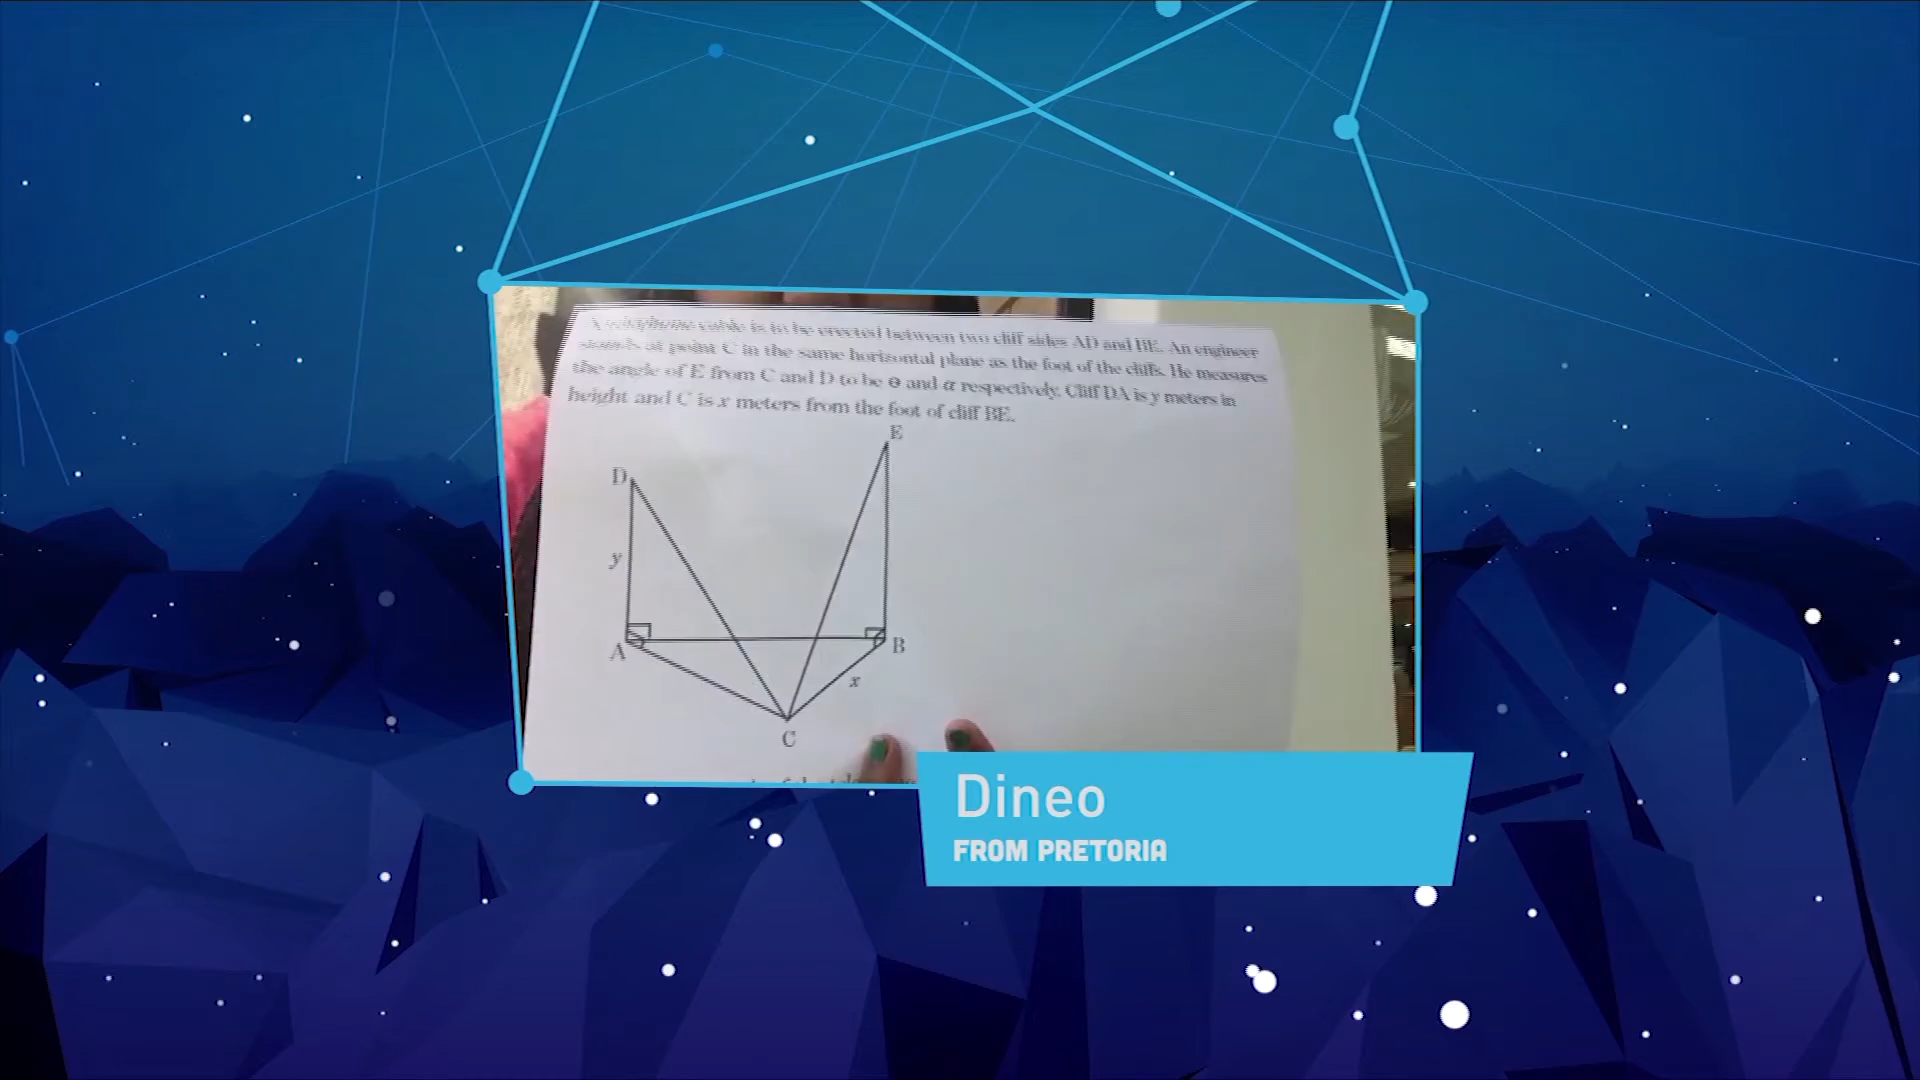 A telephone cable is to be erected between two cliff sides AD and BE. An engineer
stands at point C in the same horizontal plane as the foot of the cliffs. He measures
the angle of E from C and D to be θ and α respectively. Cliff DA is y meters in
height and C is x meters from the foot of cliff BE.
E
D
y
A
B
x
C
Dineo
FROM PRETORIA